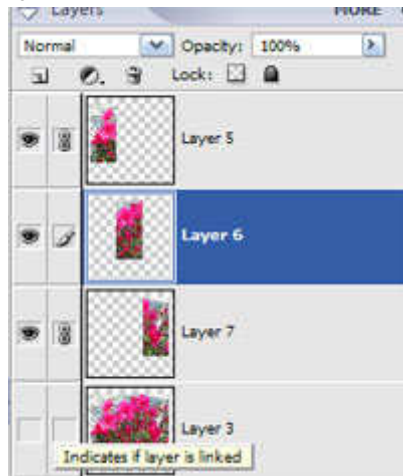 Layers MORE
Normal Opacity: 100%
Lock:
Layer 5
Layer 6
Layer 7
Layer 3
Indicates if layer is linked